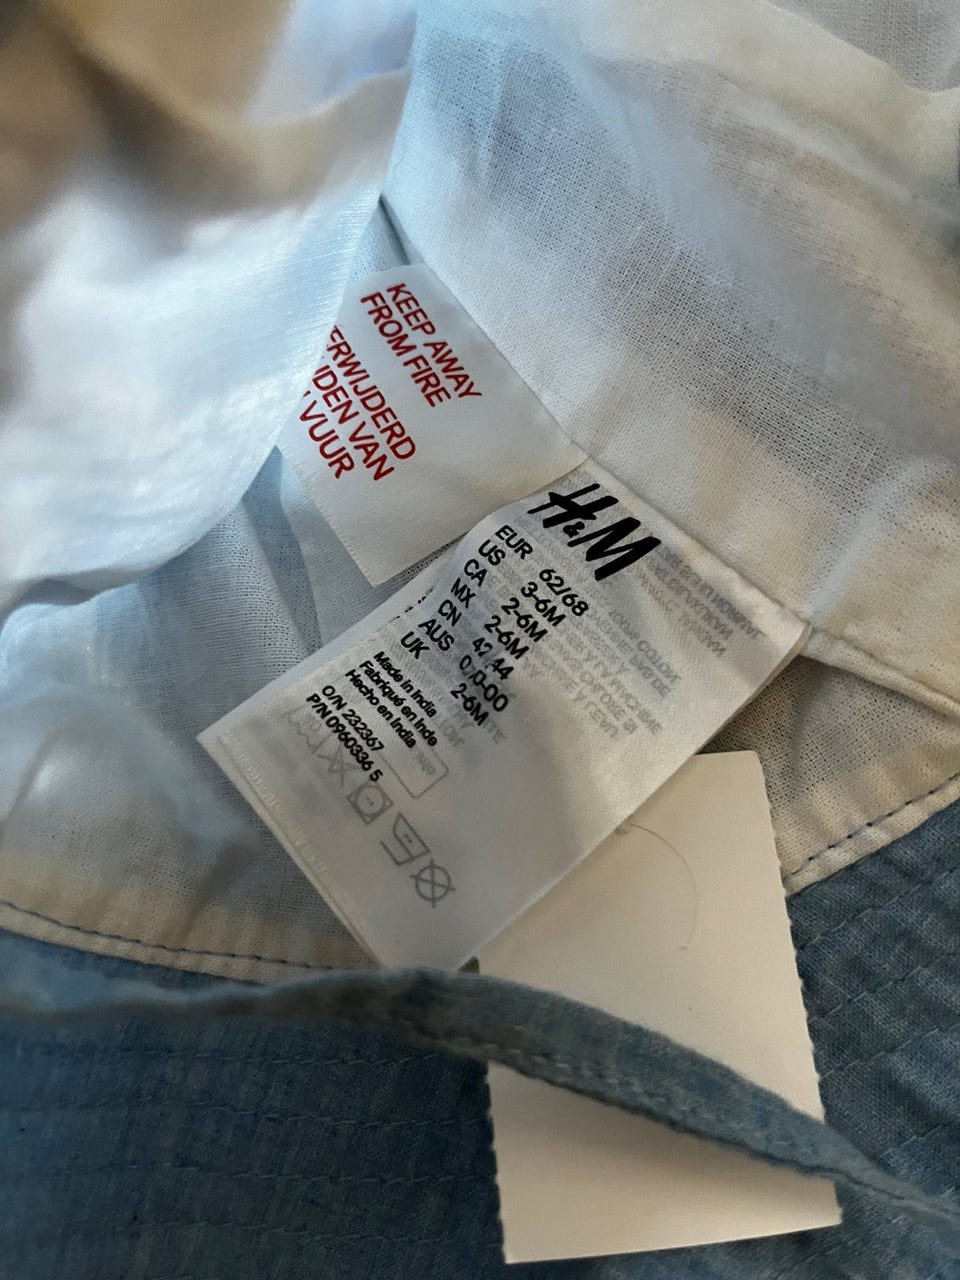 KEEP AWAY
FROM FIRE
ERWIJDERD
DEN VAN
VUUR
H&M
EUR 62/68
US 3-6M
CA 2-6M
MX 2-6M
CN 42/44
AUS 0/0-00
UK 2-6M
Made in India
Fabriqué en Inde
Hecho en India
O/N 232367
P/N 0960336 5